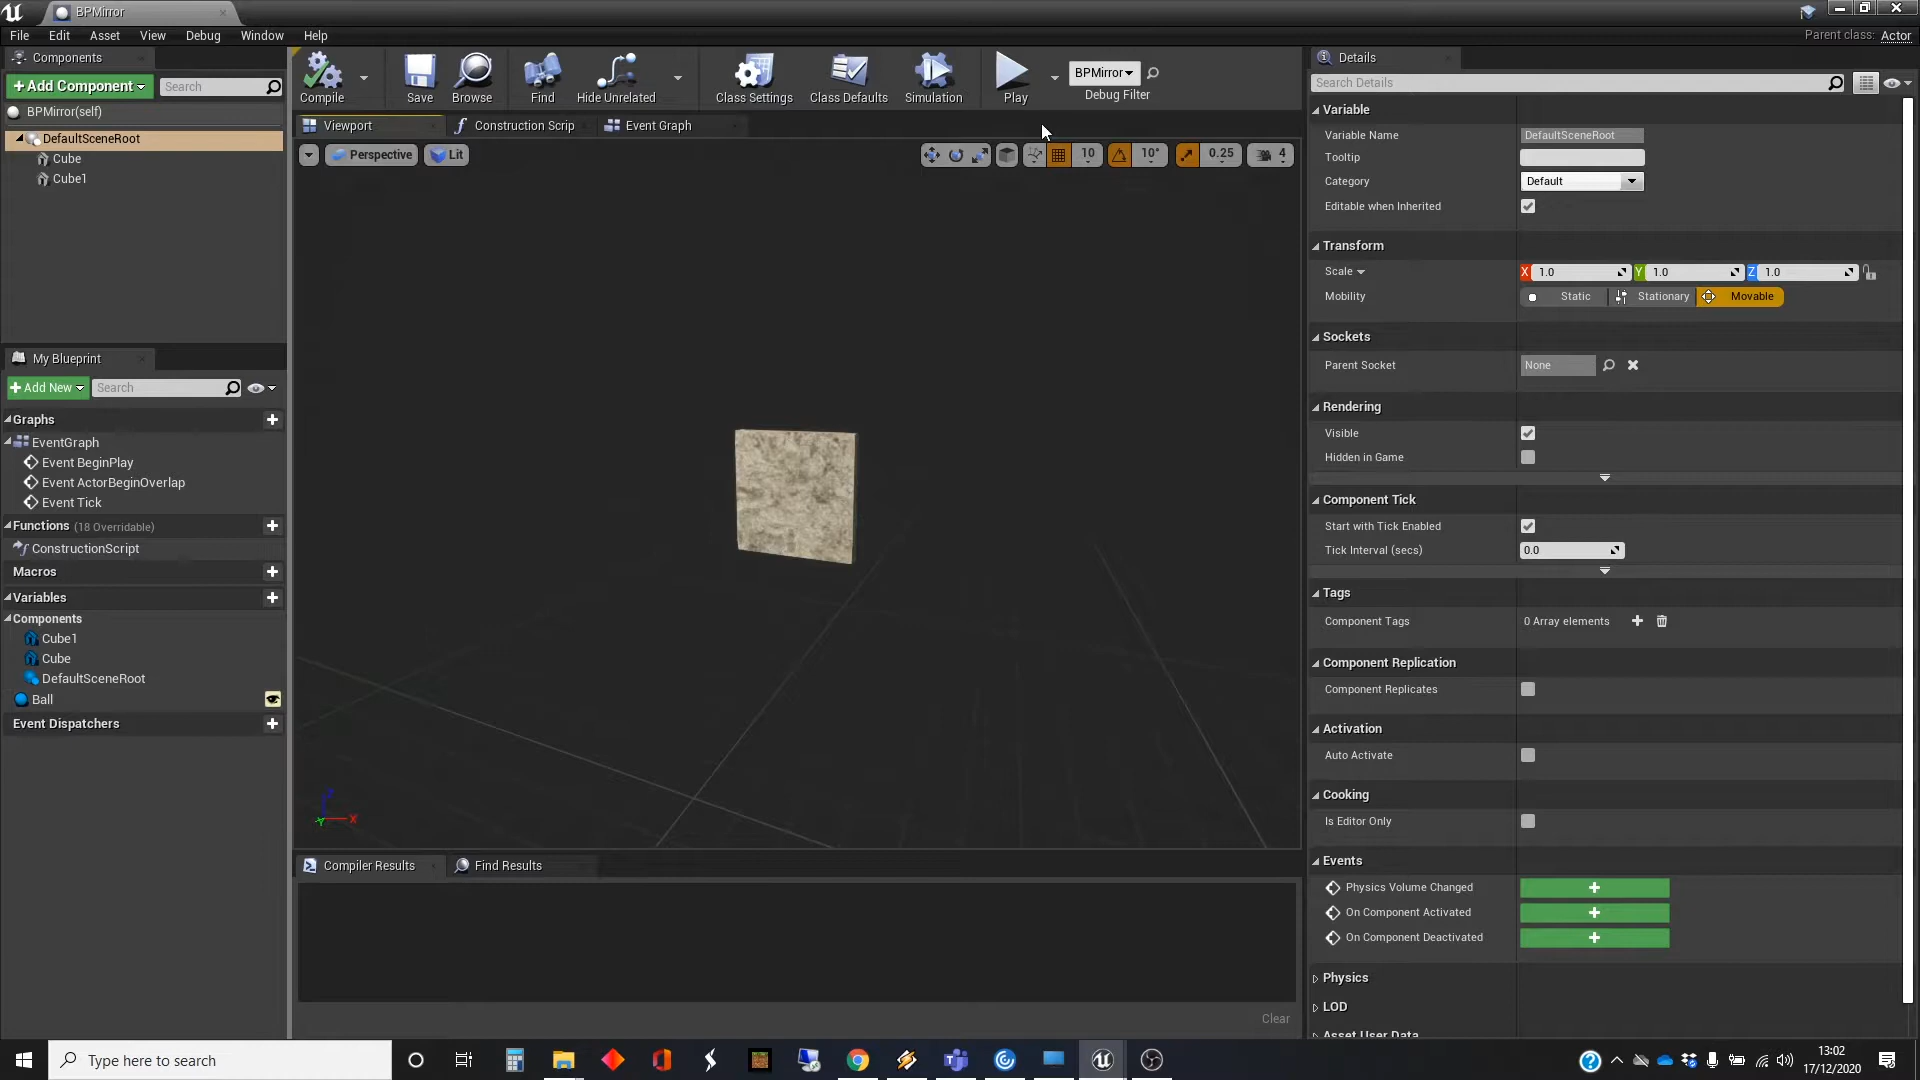 BPMirror
File Edit Asset View Debug Window Help
Parent class: Actor
Components
+Add Component
Search
BPMirror(self)
DefaultSceneRoot
Cube
Cube1
Compile
Save
Browse
Find
Hide Unrelated
Class Settings
Class Defaults
Simulation
Play
BPMirror
Debug Filter
Viewport
Construction Scrip
Event Graph
Perspective
Lit
10
10°
0.25
4
X
My Blueprint
+Add New
Search
Graphs
EventGraph
Event BeginPlay
Event ActorBeginOverlap
Event Tick
Functions (18 Overridable)
ConstructionScript
Macros
Variables
Components
Cube1
Cube
DefaultSceneRoot
Ball
Event Dispatchers
Compiler Results
Find Results
Clear
Details
Search Details
Variable
Variable Name DefaultSceneRoot
Tooltip
Category Default
Editable when Inherited
Transform
Scale X 1.0 Y 1.0 Z 1.0
Mobility Static Stationary Movable
Sockets
Parent Socket None
Rendering
Visible
Hidden in Game
Component Tick
Start with Tick Enabled
Tick Interval (secs) 0.0
Tags
Component Tags 0 Array elements
Component Replication
Component Replicates
Activation
Auto Activate
Cooking
Is Editor Only
Events
Physics Volume Changed
On Component Activated
On Component Deactivated
Physics
LOD
Asset User Data
Type here to search
13:02
17/12/2020